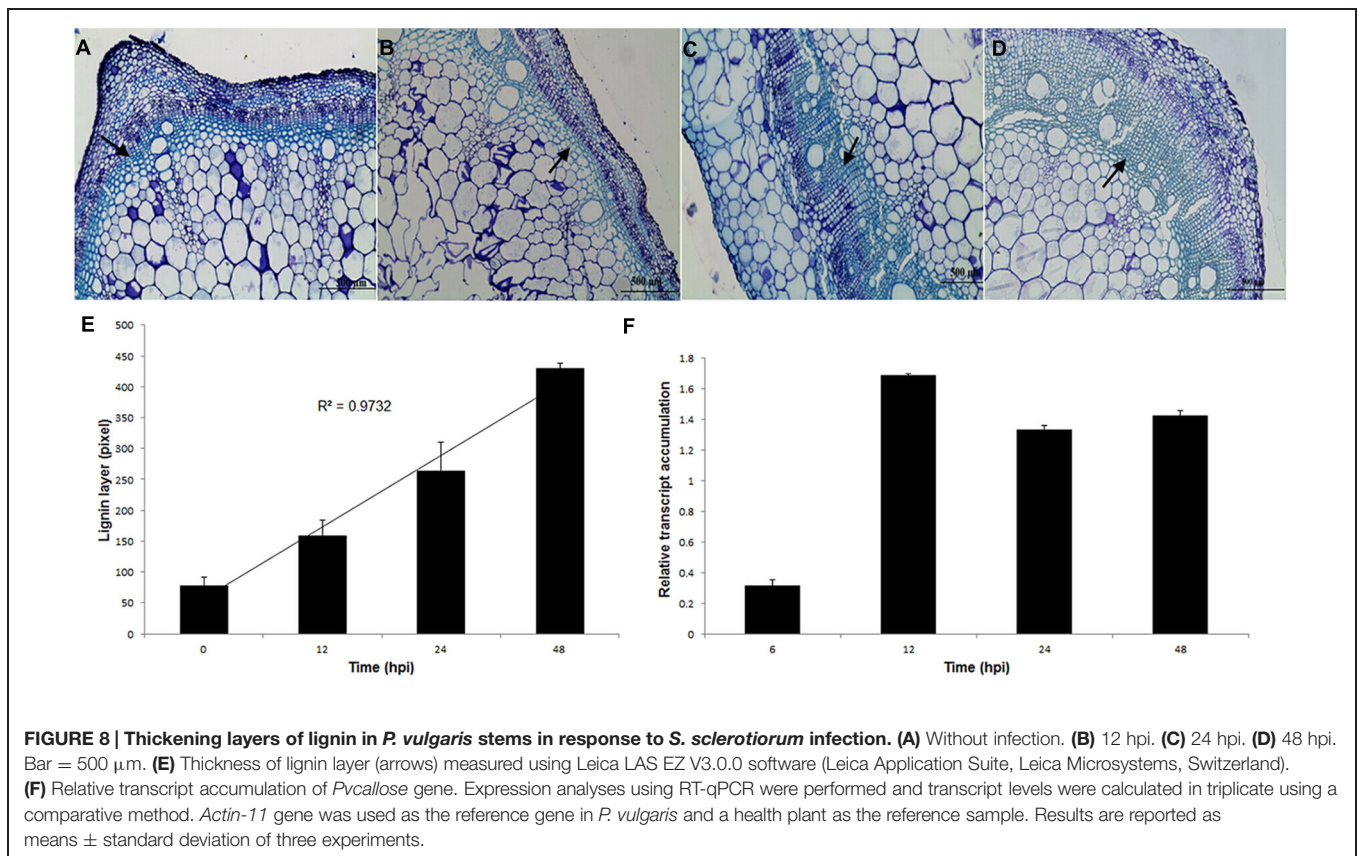 A
B
C
D
500 µm
500 µm
500 µm
E
500
450
400
350
300
250
200
150
100
50
0
Lignin layer (pixel)
R² = 0.9732
0 12 24 48
Time (hpi)
F
1.8
1.6
1.4
1.2
1
0.8
0.6
0.4
0.2
0
Relative transcript accumulation
6 12 24 48
Time (hpi)
FIGURE 8 | Thickening layers of lignin in P. vulgaris stems in response to S. sclerotiorum infection. (A) Without infection. (B) 12 hpi. (C) 24 hpi. (D) 48 hpi.
Bar = 500 μm. (E) Thickness of lignin layer (arrows) measured using Leica LAS EZ V3.0.0 software (Leica Application Suite, Leica Microsystems, Switzerland).
(F) Relative transcript accumulation of Pvcallose gene. Expression analyses using RT-qPCR were performed and transcript levels were calculated in triplicate using a
comparative method. Actin-11 gene was used as the reference gene in P. vulgaris and a health plant as the reference sample. Results are reported as
means ± standard deviation of three experiments.